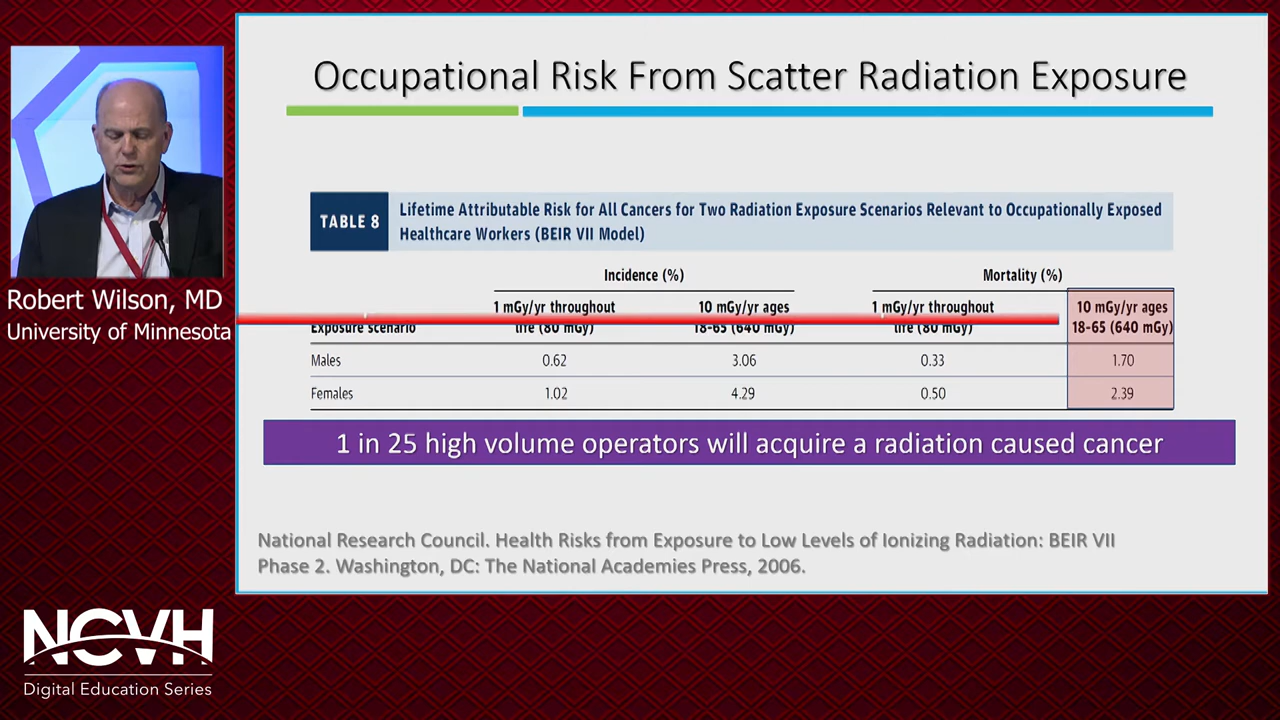 Occupational Risk From Scatter Radiation Exposure
TABLE 8
Lifetime Attributable Risk for All Cancers for Two Radiation Exposure Scenarios Relevant to Occupationally Exposed
Healthcare Workers (BEIR VII Model)
Incidence (%) Mortality (%)
1 mGy/yr throughout 10 mGy/yr ages 1 mGy/yr throughout 10 mGy/yr ages
Exposure scenario life (80 mGy) 18-65 (640 mGy) life (80 mGy) 18-65 (640 mGy)
Males 0.62 3.06 0.33 1.70
Females 1.02 4.29 0.50 2.39
1 in 25 high volume operators will acquire a radiation caused cancer
National Research Council. Health Risks from Exposure to Low Levels of Ionizing Radiation: BEIR VII
Phase 2. Washington, DC: The National Academies Press, 2006.
Robert Wilson, MD
University of Minnesota
NCVH
Digital Education Series